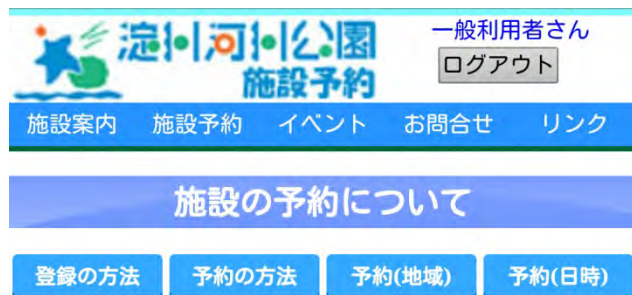 淀川河川公園
施設予約
一般利用者さん
ログアウト
施設案内 施設予約 イベント お問合せ リンク
施設の予約について
登録の方法 予約の方法 予約(地域) 予約(日時)